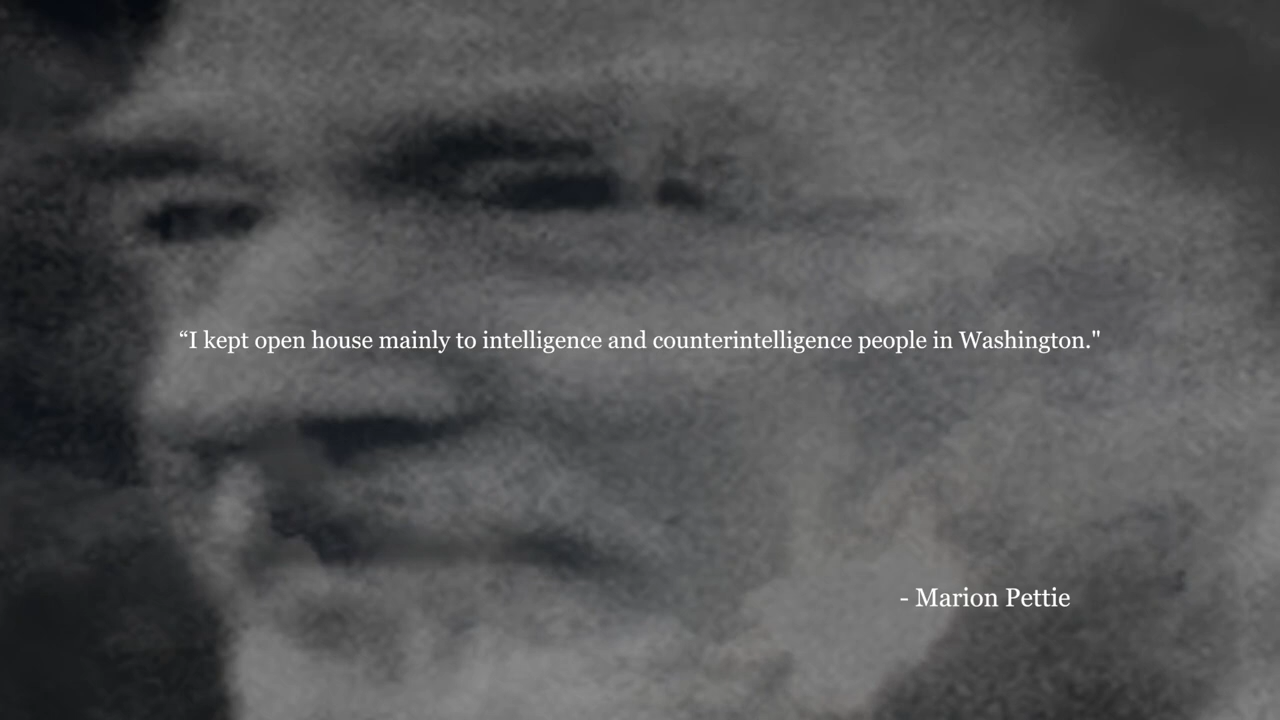 “I kept open house mainly to intelligence and counterintelligence people in Washington."
- Marion Pettie